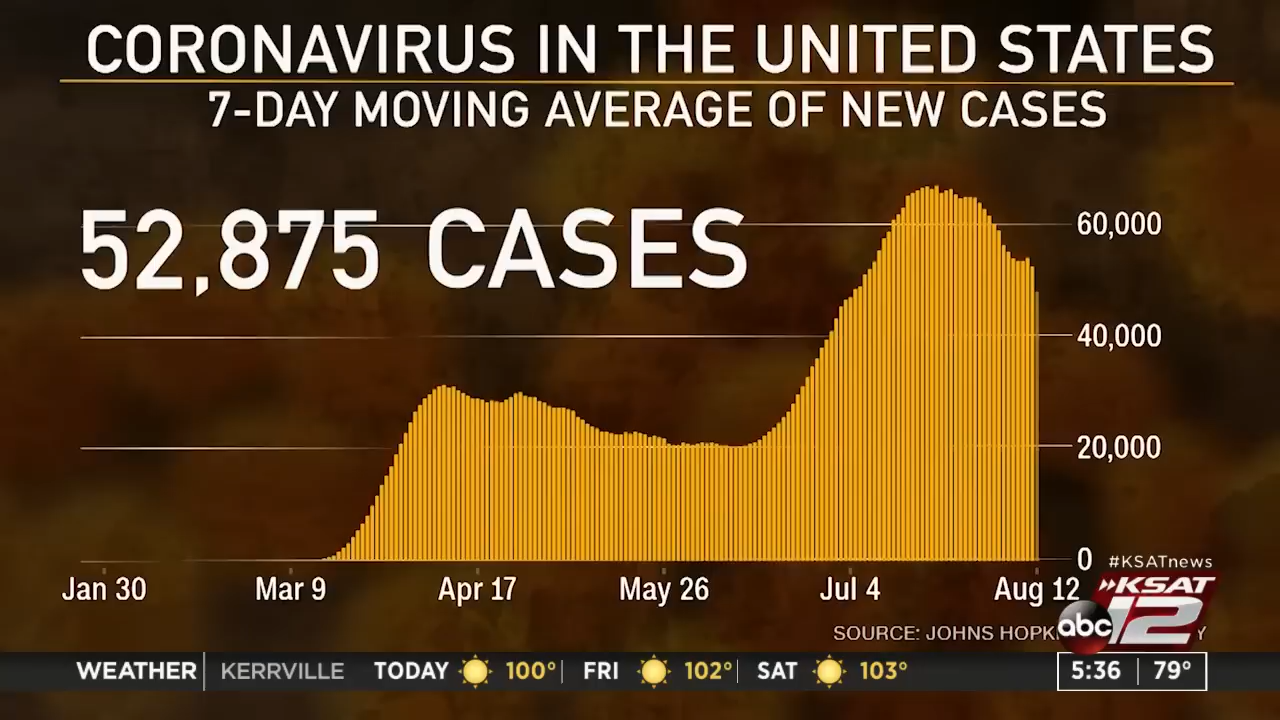 CORONAVIRUS IN THE UNITED STATES
7-DAY MOVING AVERAGE OF NEW CASES
52,875 CASES
60,000
40,000
20,000
0
Jan 30 Mar 9 Apr 17 May 26 Jul 4 Aug 12
#KSATnews
KSAT
abc 12
SOURCE: JOHNS
WEATHER KERRVILLE TODAY 100° FRI 102° SAT 103° 5:36 79°